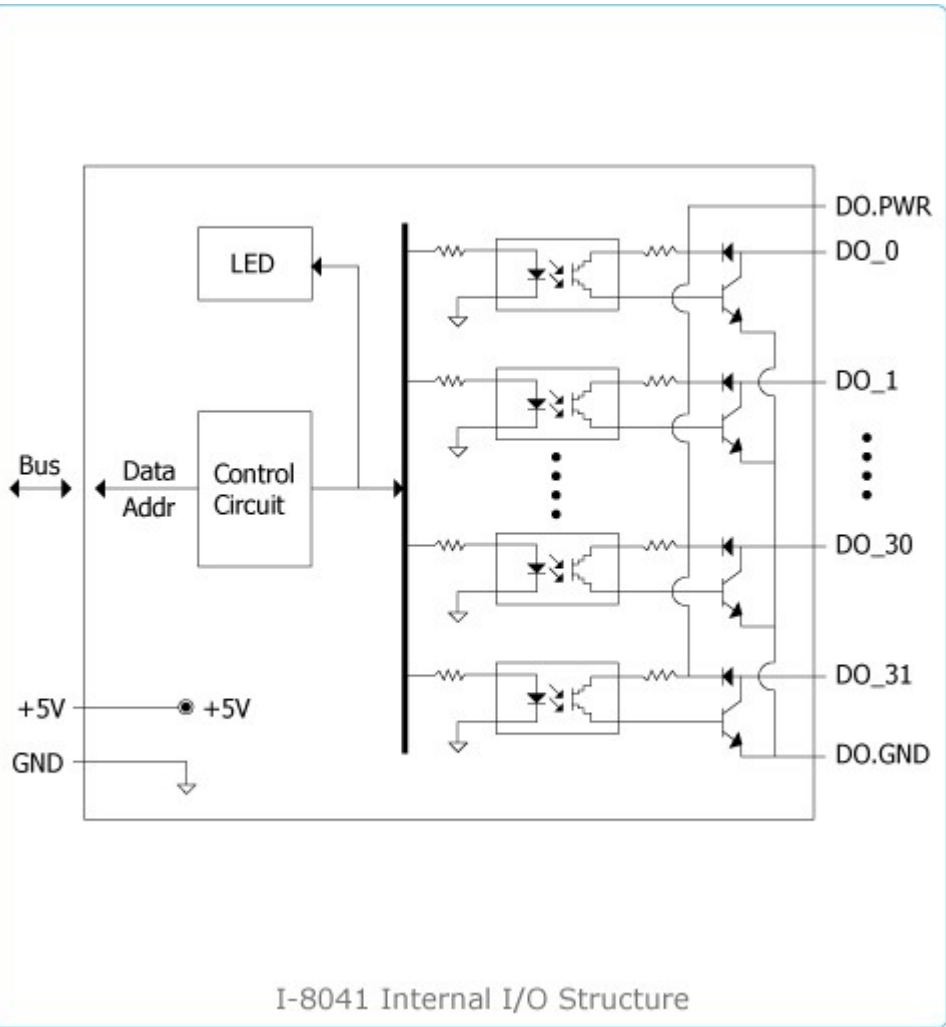 DO.PWR
DO_0
LED
DO_1
Bus
Data
Addr
Control
Circuit
DO_30
DO_31
+5V
+5V
GND
DO.GND
I-8041 Internal I/O Structure